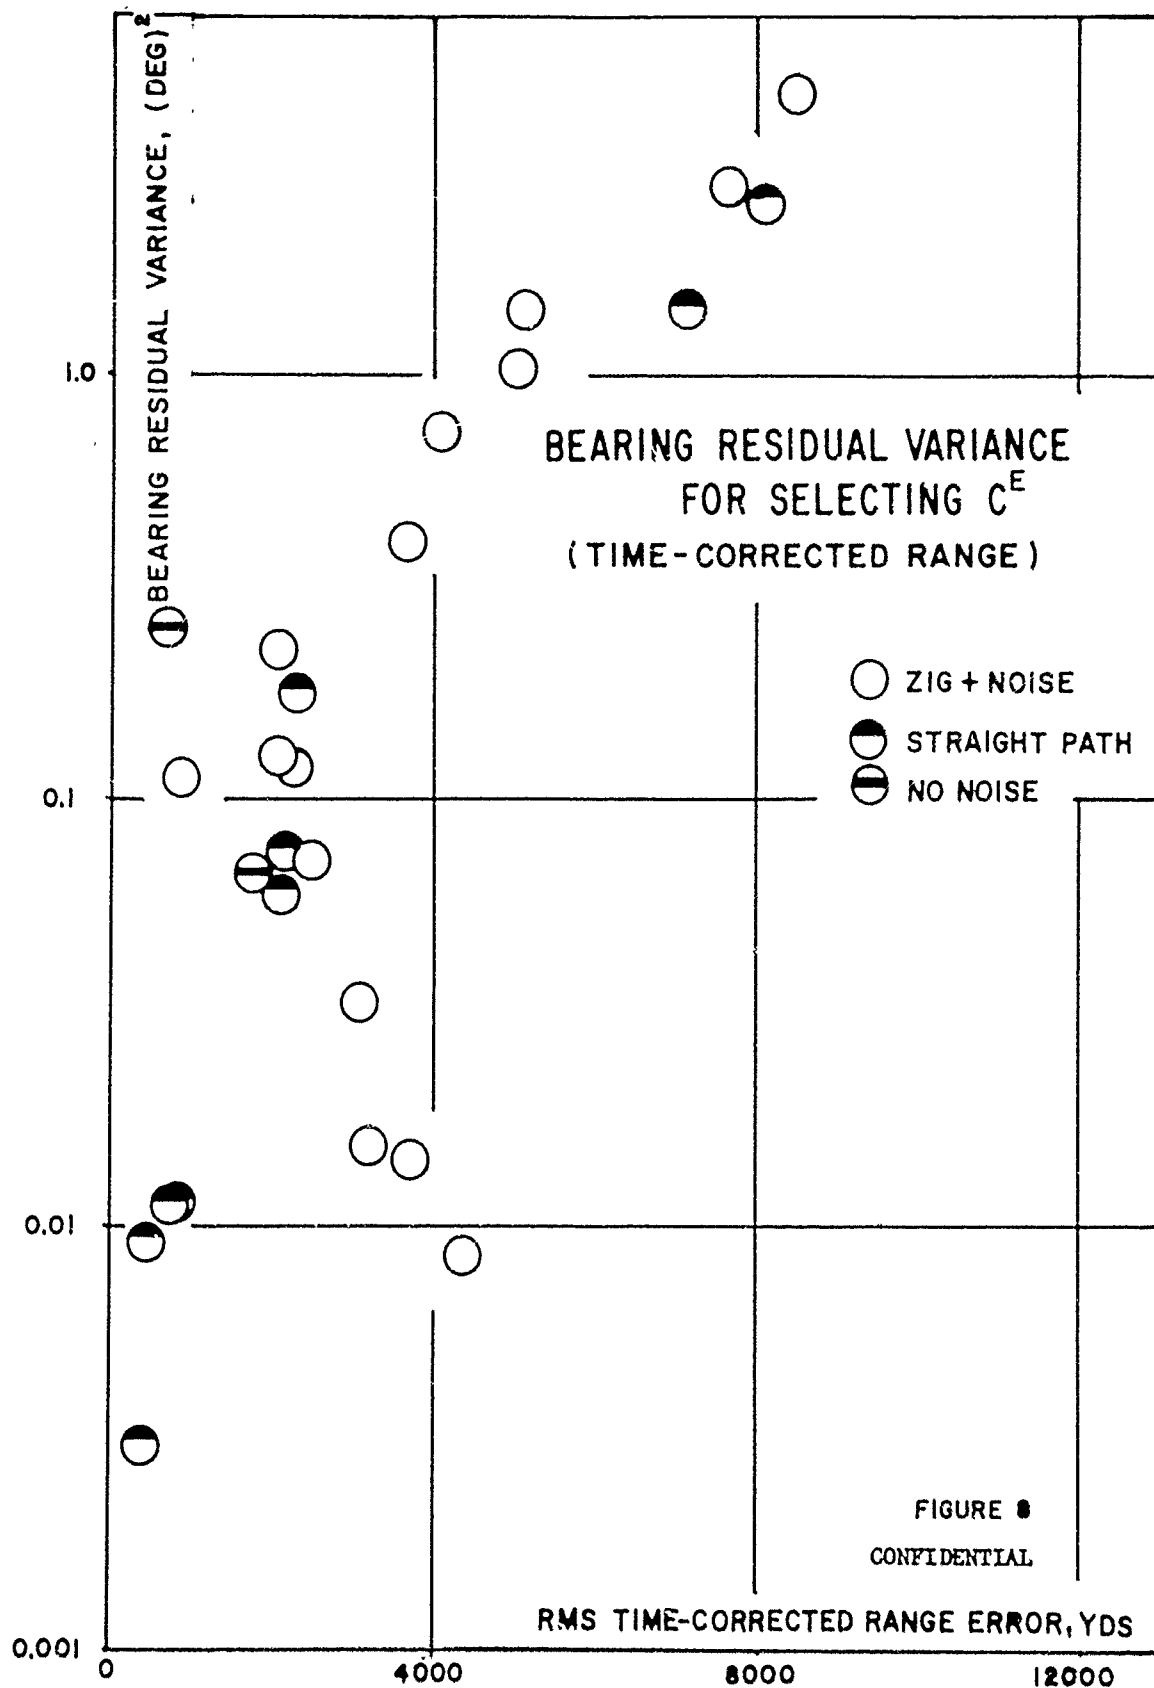 BEARING RESIDUAL VARIANCE, (DEG)²
1.0
0.1
0.01
0.001
BEARING RESIDUAL VARIANCE
FOR SELECTING Cᴱ
(TIME-CORRECTED RANGE)
ZIG + NOISE
STRAIGHT PATH
NO NOISE
FIGURE 8
CONFIDENTIAL
RMS TIME-CORRECTED RANGE ERROR, YDS
0
4000
8000
12000